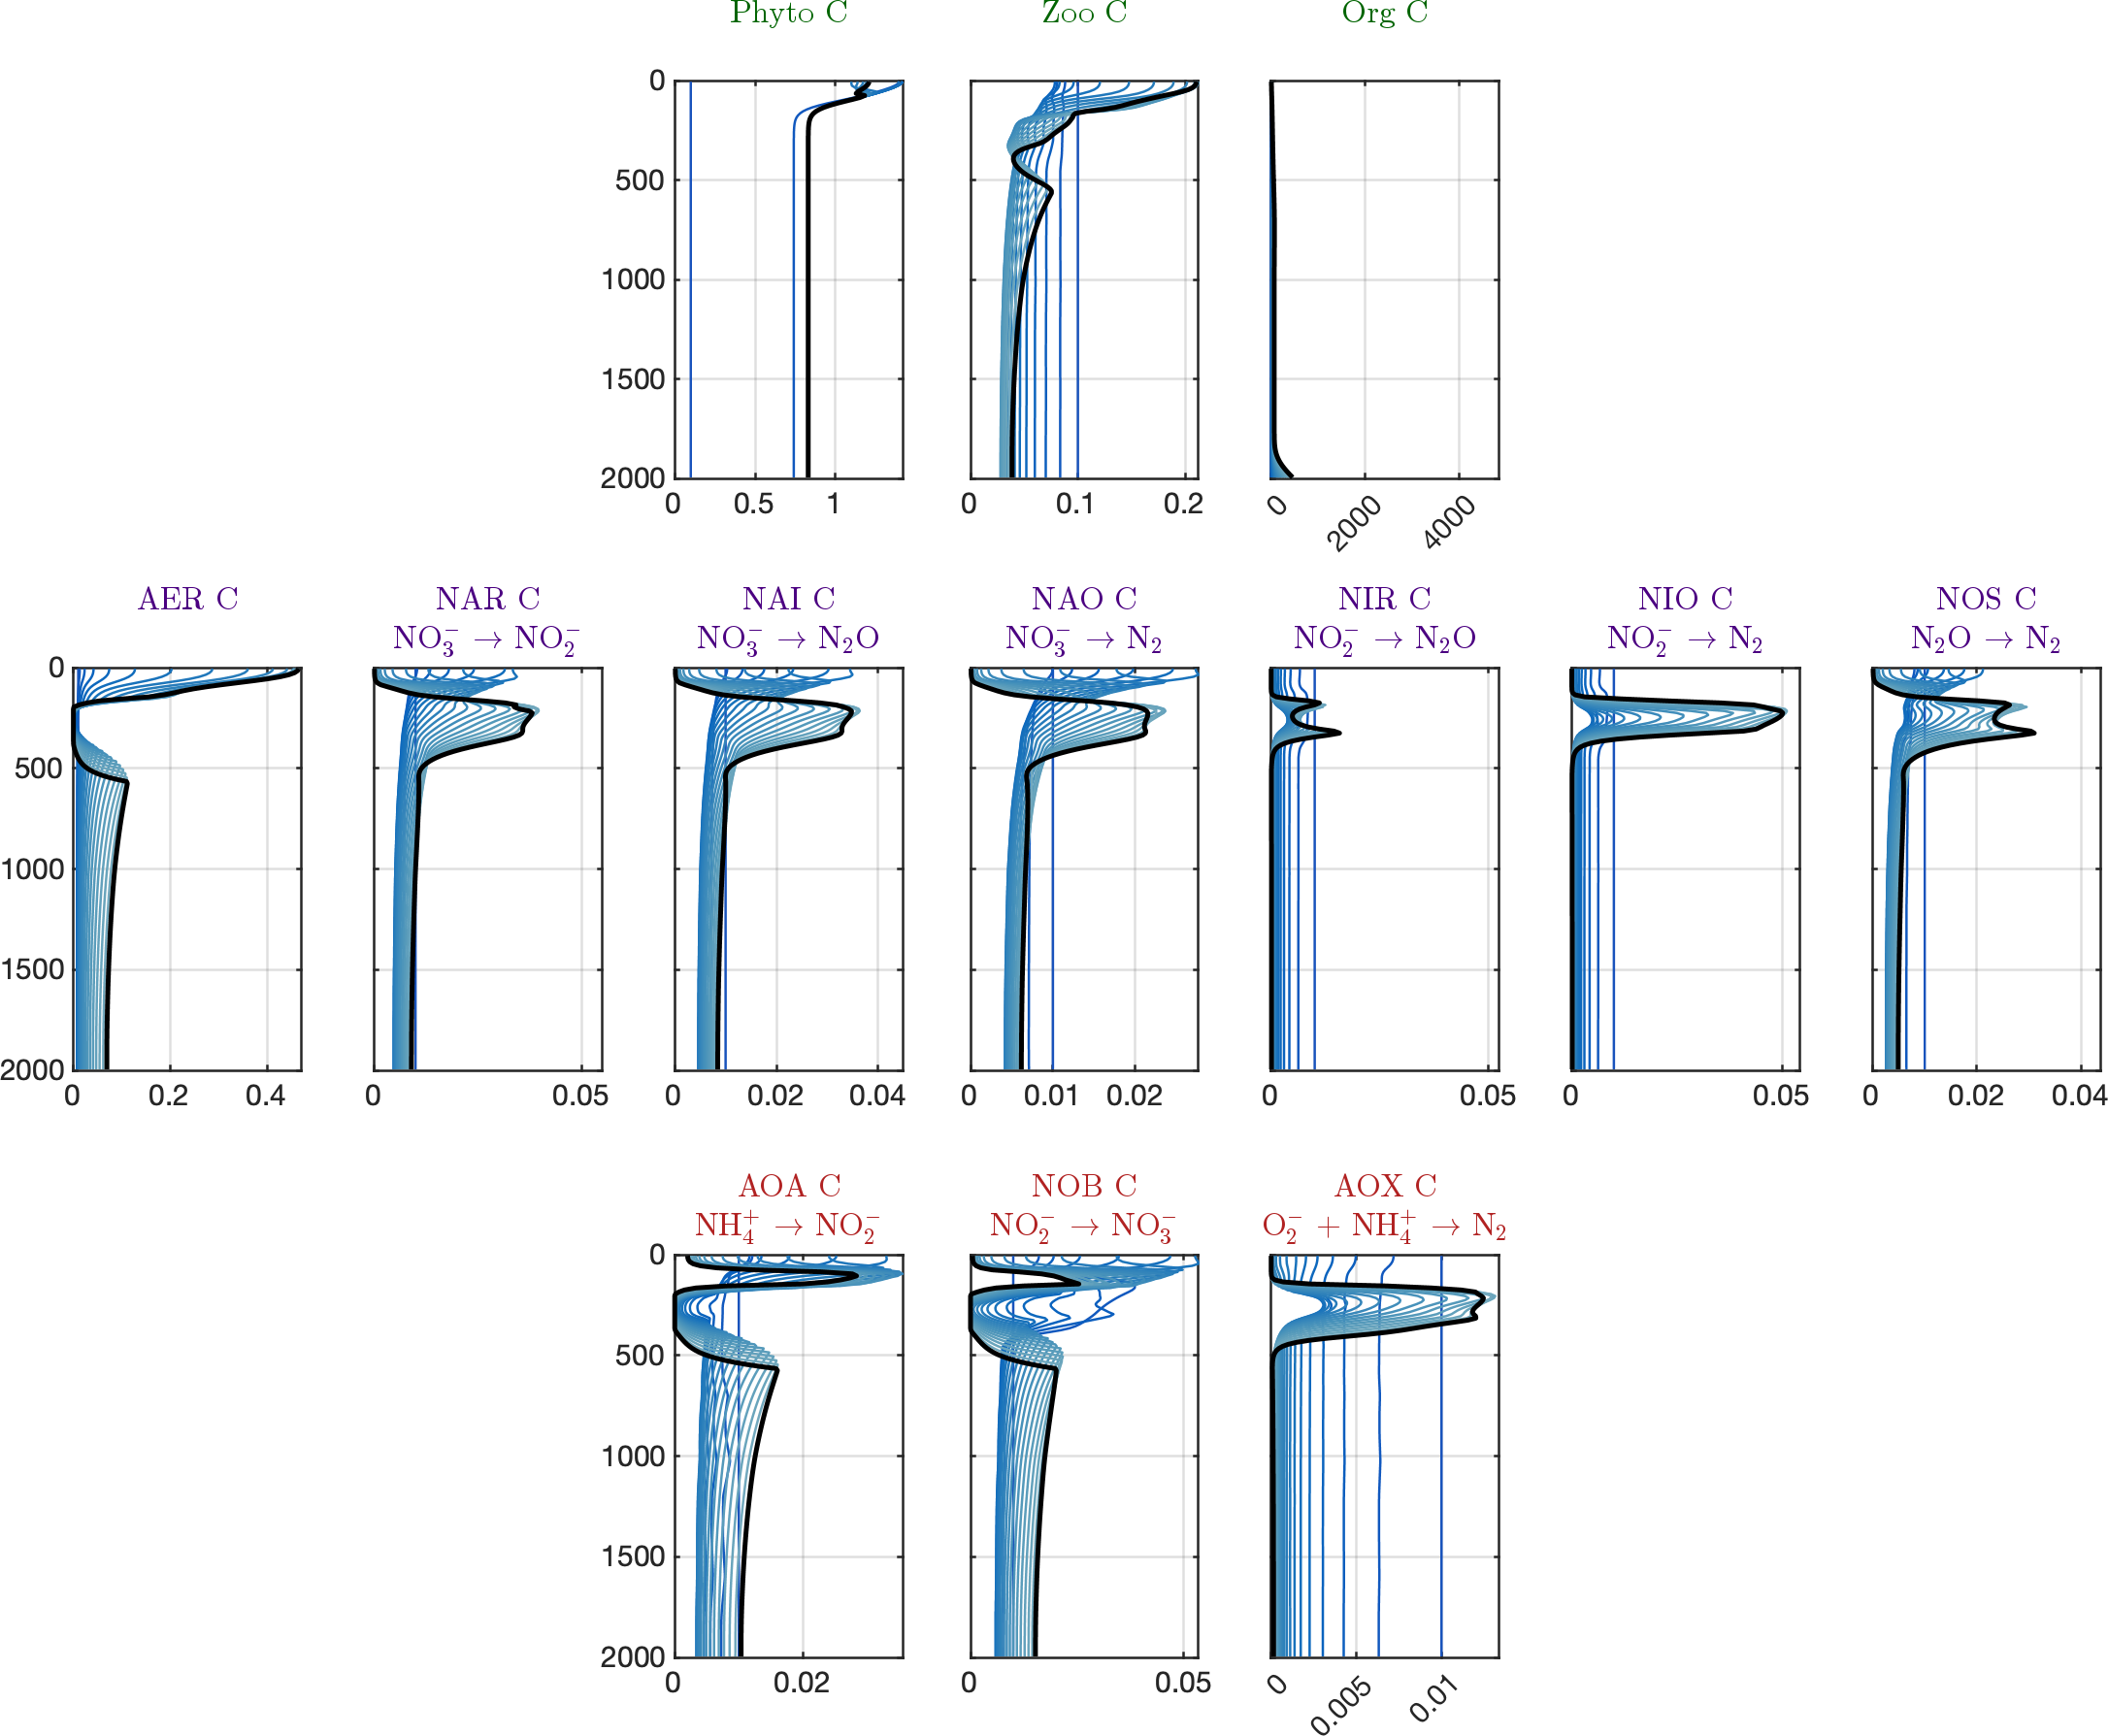 Phyto C Zoo C Org C
0
500
1000
1500
2000
0 0.5 1 0 0.1 0.2 0 2000 4000
AER C NAR C NAI C NAO C NIR C NIO C NOS C
NO₃⁻ → NO₂⁻ NO₃⁻ → N₂O NO₃⁻ → N₂ NO₂⁻ → N₂O NO₂⁻ → N₂ N₂O → N₂
0
500
1000
1500
2000
0 0.2 0.4 0 0.05 0 0.02 0.04 0 0.01 0.02 0 0.05 0 0.05 0 0.02 0.04
AOA C NOB C AOX C
NH₄⁺ → NO₂⁻ NO₂⁻ → NO₃⁻ O₂⁻ + NH₄⁺ → N₂
0
500
1000
1500
2000
0 0.02 0 0.05 0 0.005 0.01